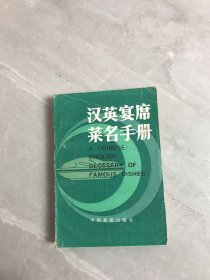 汉英宴席
菜名手册
A CHINESE-
ENGLISH
GLOSSARY OF
FAMOUS DISHES